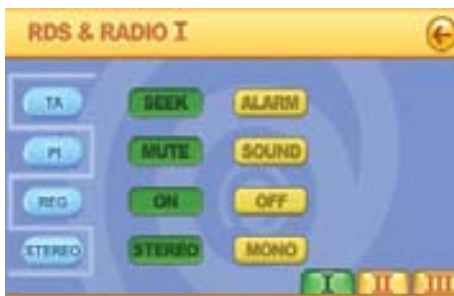 RDS & RADIO I
TA SEEK ALARM
PI MUTE SOUND
REG ON OFF
STEREO STEREO MONO
I II III